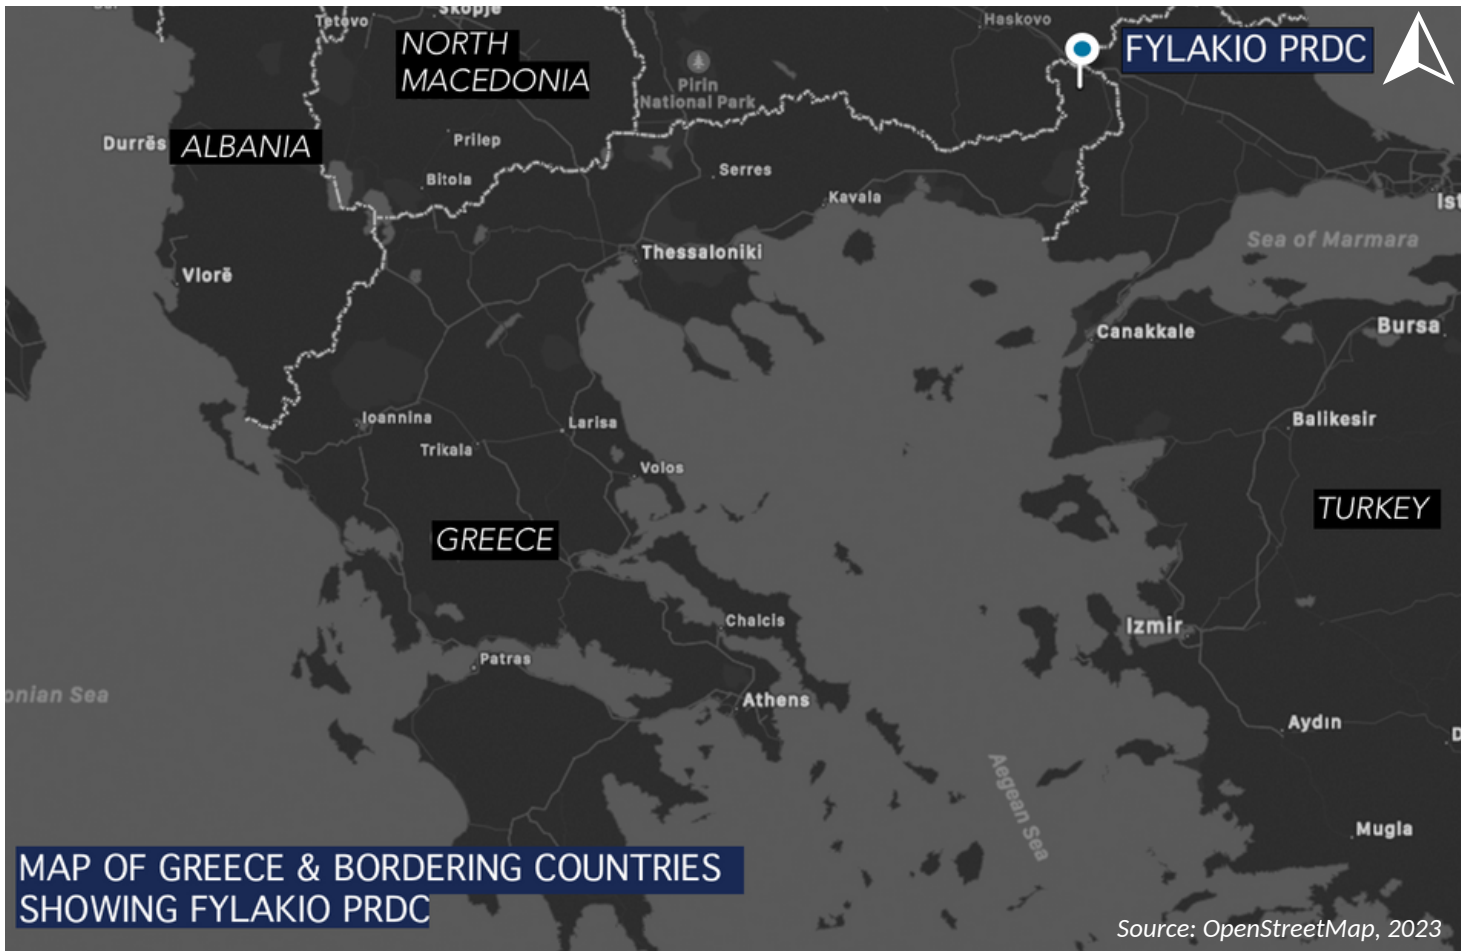 Tetovo
Skopje
Haskovo
NORTH
MACEDONIA
FYLAKIO PRDC
Pirin
National Park
Durrës
ALBANIA
Prilep
Bitola
Serres
Kavala
Thessaloniki
Sea of Marmara
Vlorë
Canakkale
Bursa
Ioannina
Trikala
Larisa
Balikesir
Volos
GREECE
TURKEY
Chalcis
Izmir
Patras
Athens
onian Sea
Aydın
Aegean Sea
Mugla
MAP OF GREECE & BORDERING COUNTRIES
SHOWING FYLAKIO PRDC
Source: OpenStreetMap, 2023